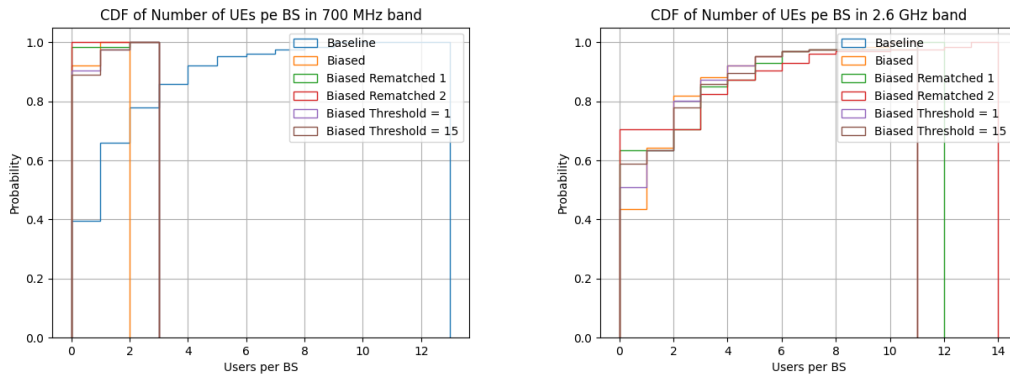 CDF of Number of UEs pe BS in 700 MHz band
1.0
0.8
0.6
0.4
0.2
0.0
Probability
0 2 4 6 8 10 12
Users per BS
Baseline
Biased
Biased Rematched 1
Biased Rematched 2
Biased Threshold = 1
Biased Threshold = 15
CDF of Number of UEs pe BS in 2.6 GHz band
1.0
0.8
0.6
0.4
0.2
0.0
Probability
0 2 4 6 8 10 12 14
Users per BS
Baseline
Biased
Biased Rematched 1
Biased Rematched 2
Biased Threshold = 1
Biased Threshold = 15